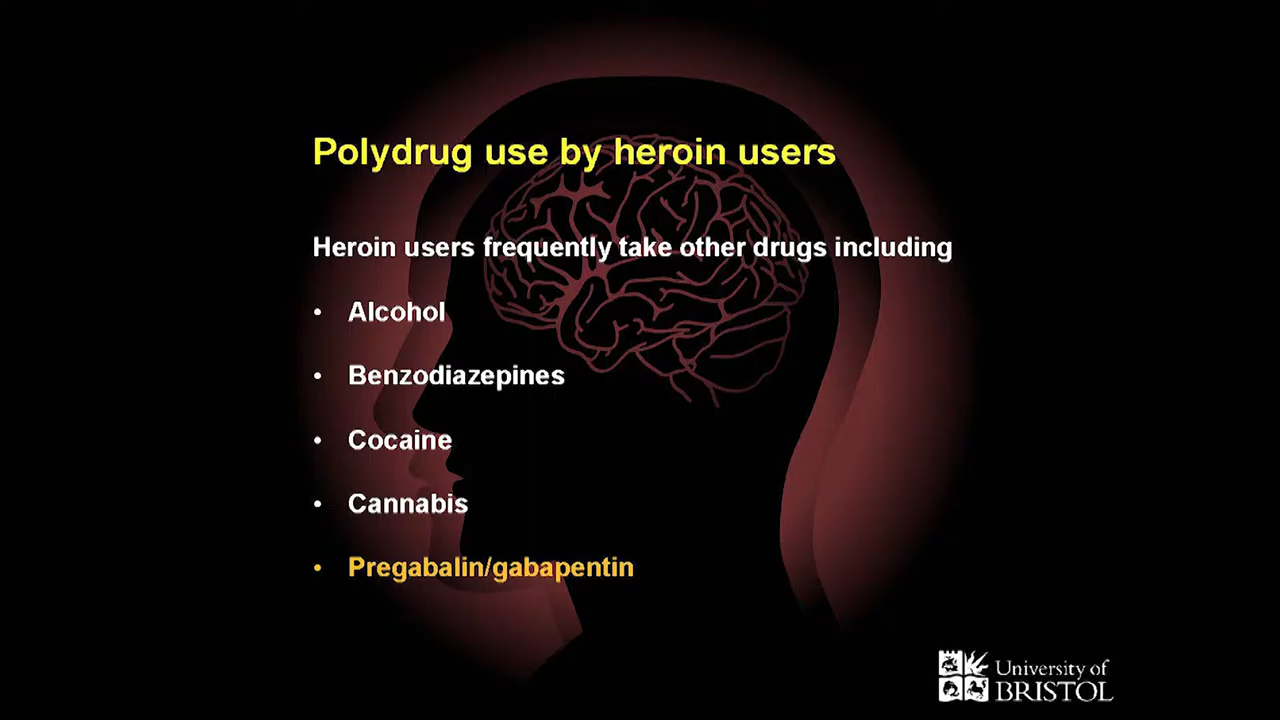 Polydrug use by heroin users
Heroin users frequently take other drugs including
• Alcohol
• Benzodiazepines
• Cocaine
• Cannabis
• Pregabalin/gabapentin
University of
BRISTOL